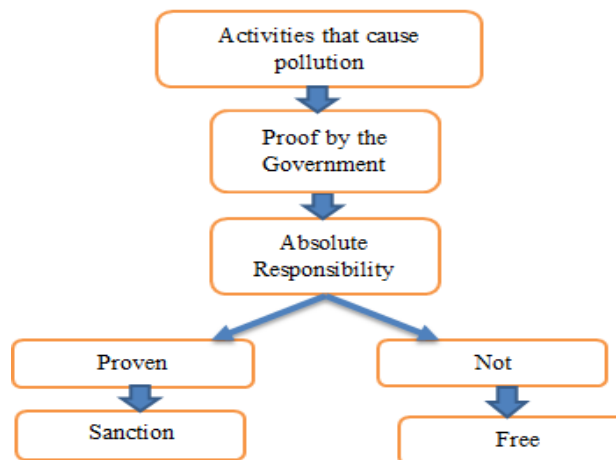 Activities that cause
pollution
Proof by the
Government
Absolute
Responsibility
Proven
Not
Sanction
Free